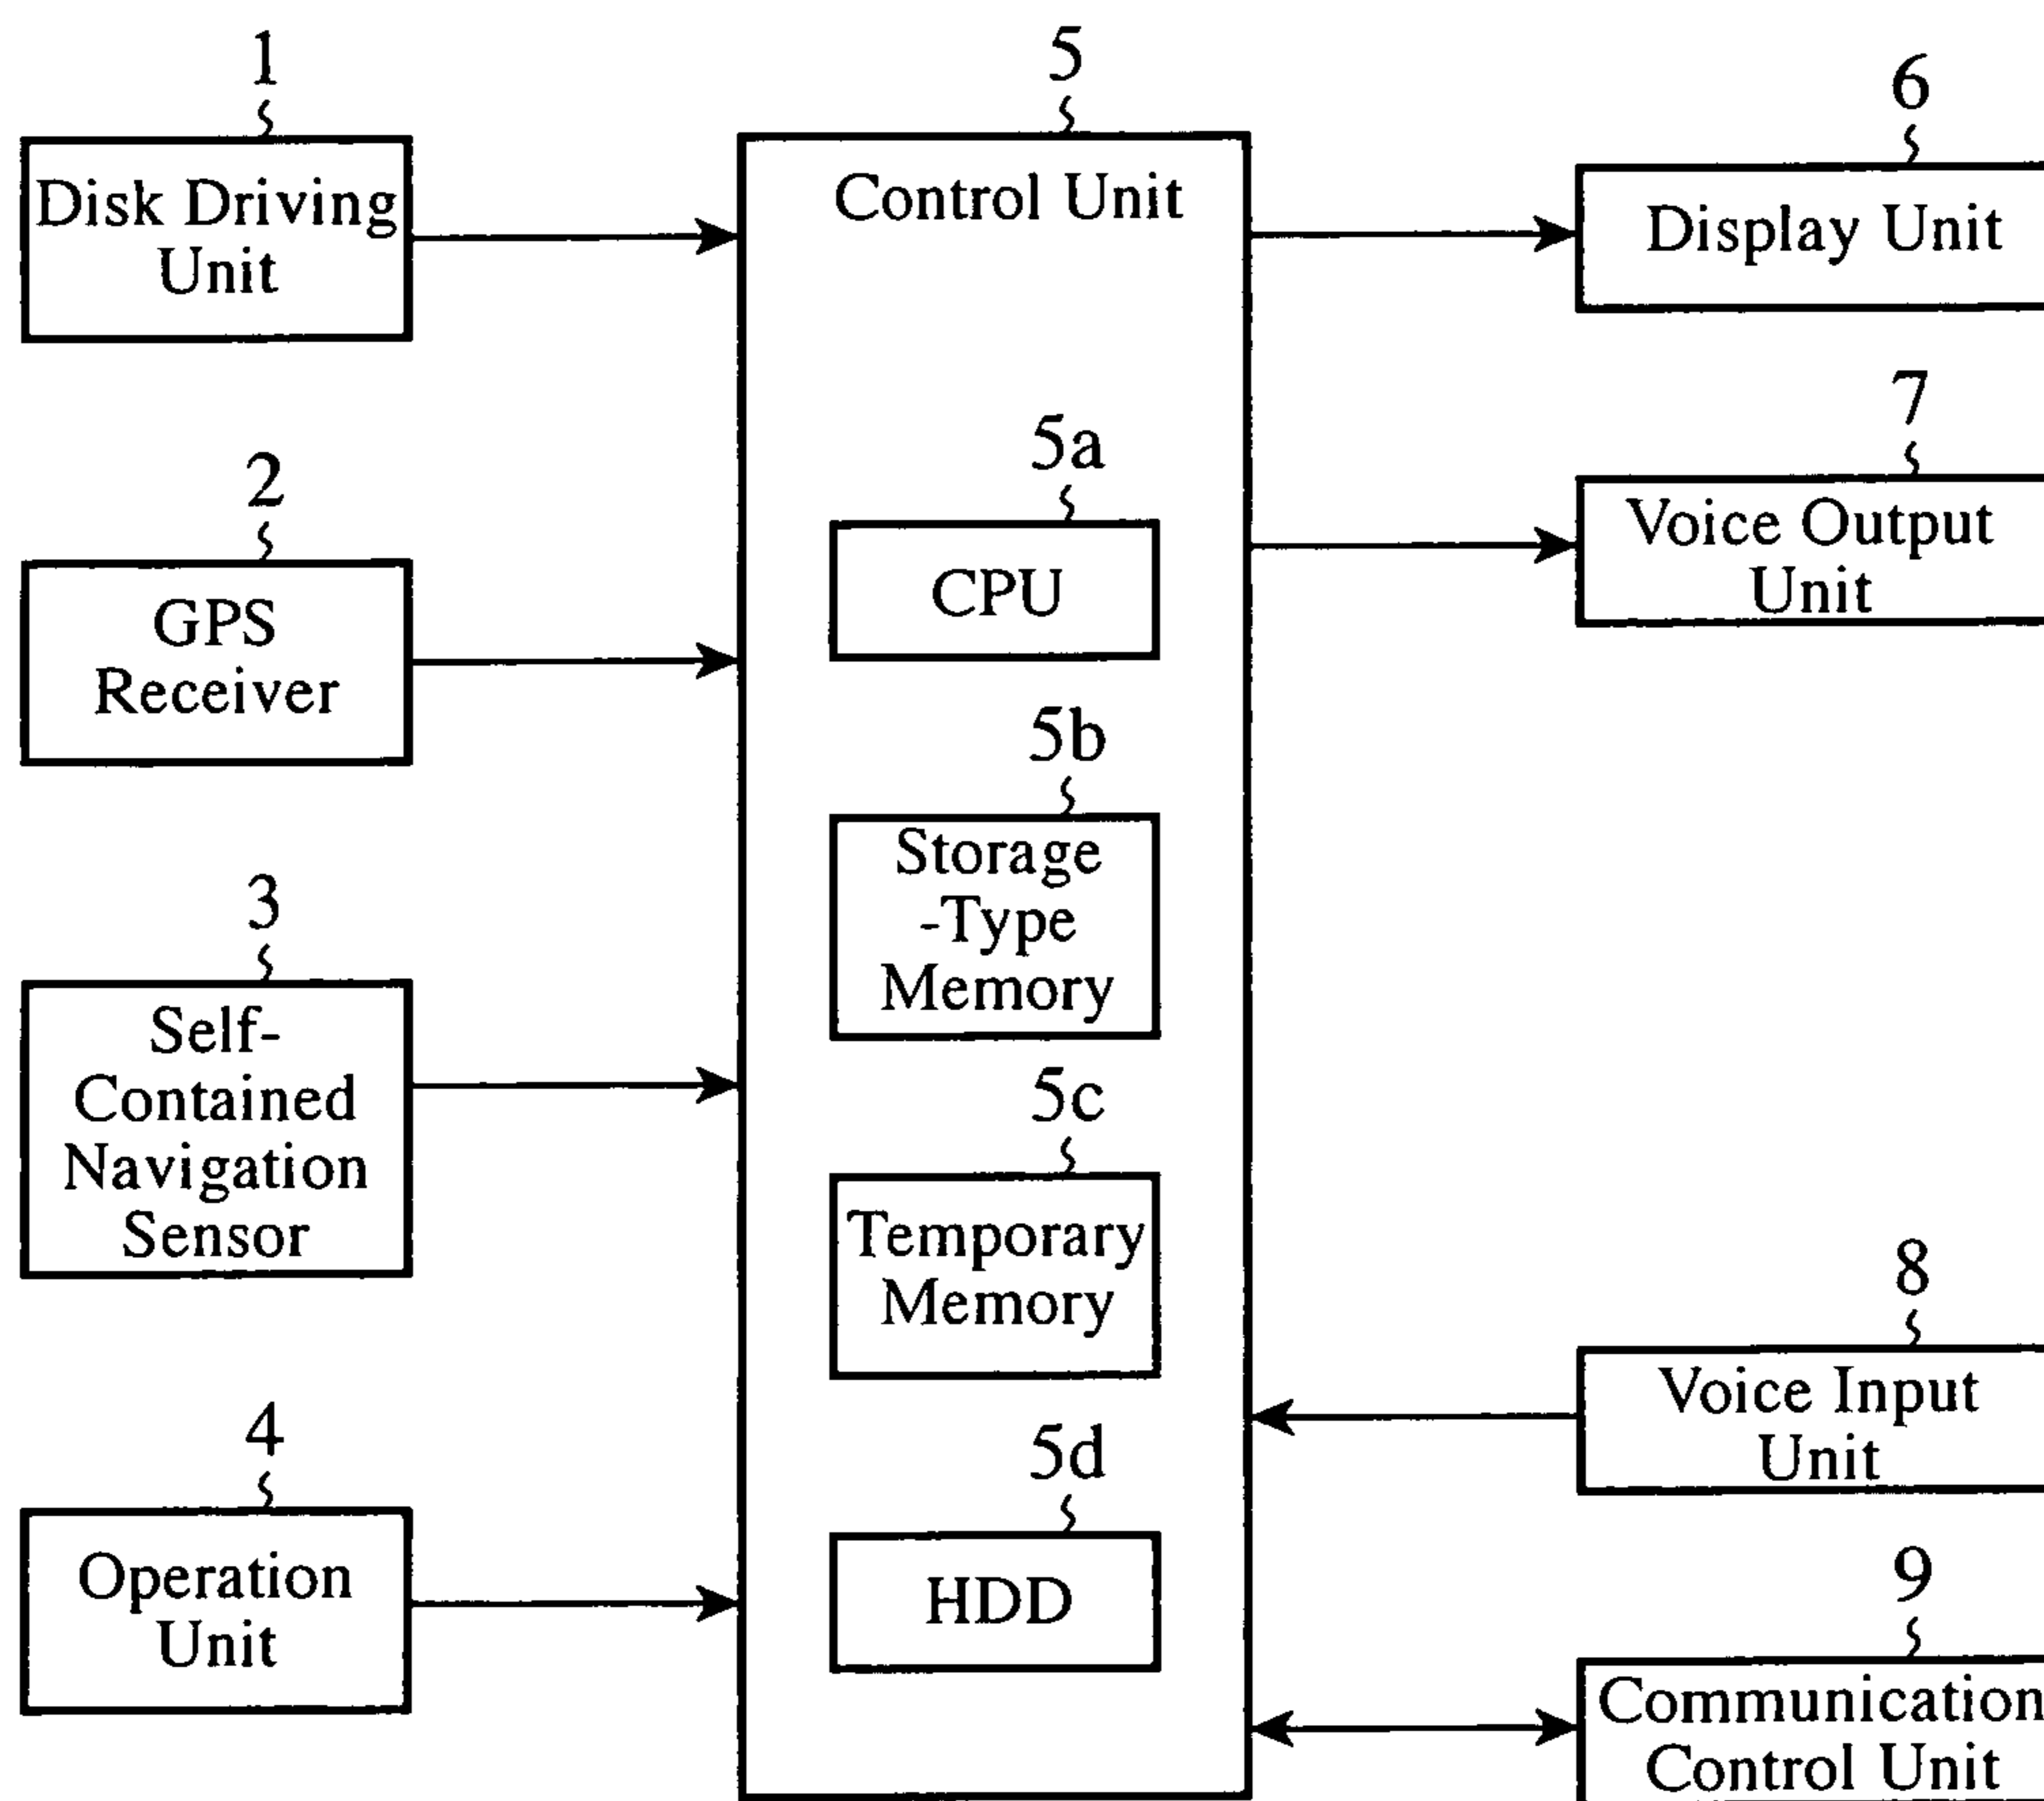 1
Disk Driving
Unit
2
GPS
Receiver
3
Self-
Contained
Navigation
Sensor
4
Operation
Unit
5
Control Unit
5a
CPU
5b
Storage
-Type
Memory
5c
Temporary
Memory
5d
HDD
6
Display Unit
7
Voice Output
Unit
8
Voice Input
Unit
9
Communication
Control Unit